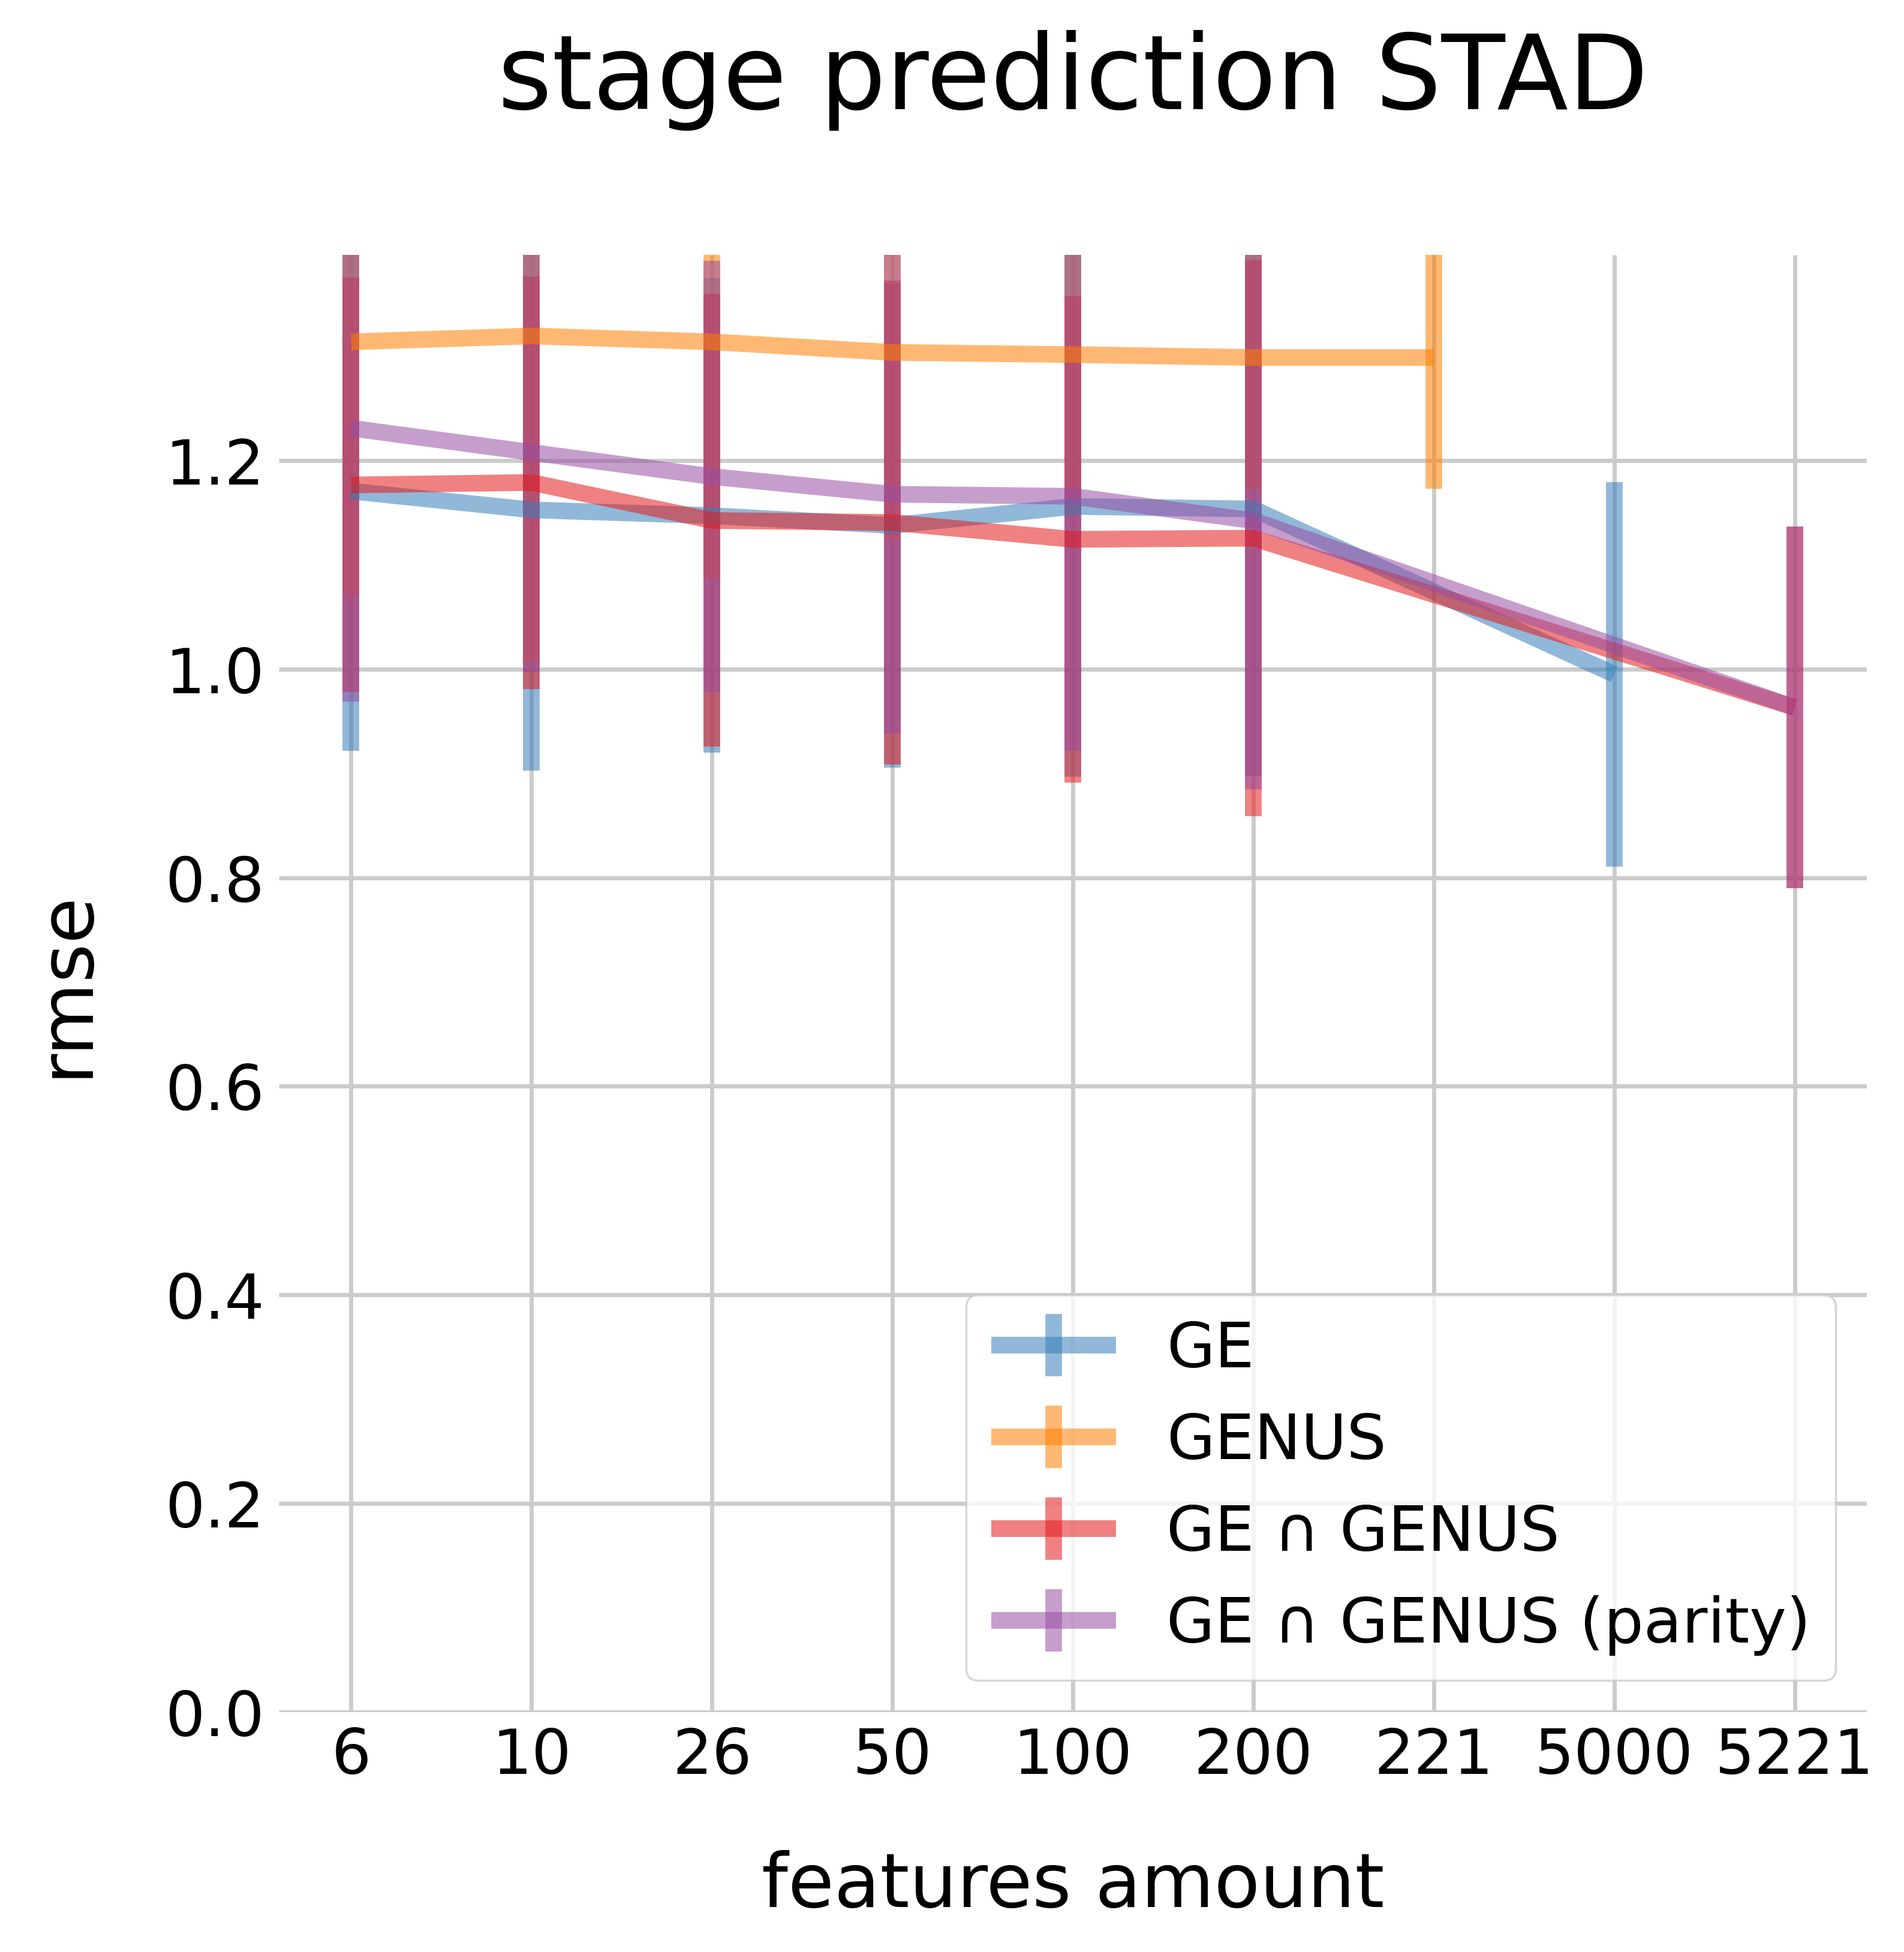 stage prediction STAD
1.2
1.0
0.8
0.6
0.4
0.2
0.0
rmse
GE
GENUS
GE ∩ GENUS
GE ∩ GENUS (parity)
6 10 26 50 100 200 221 5000 5221
features amount